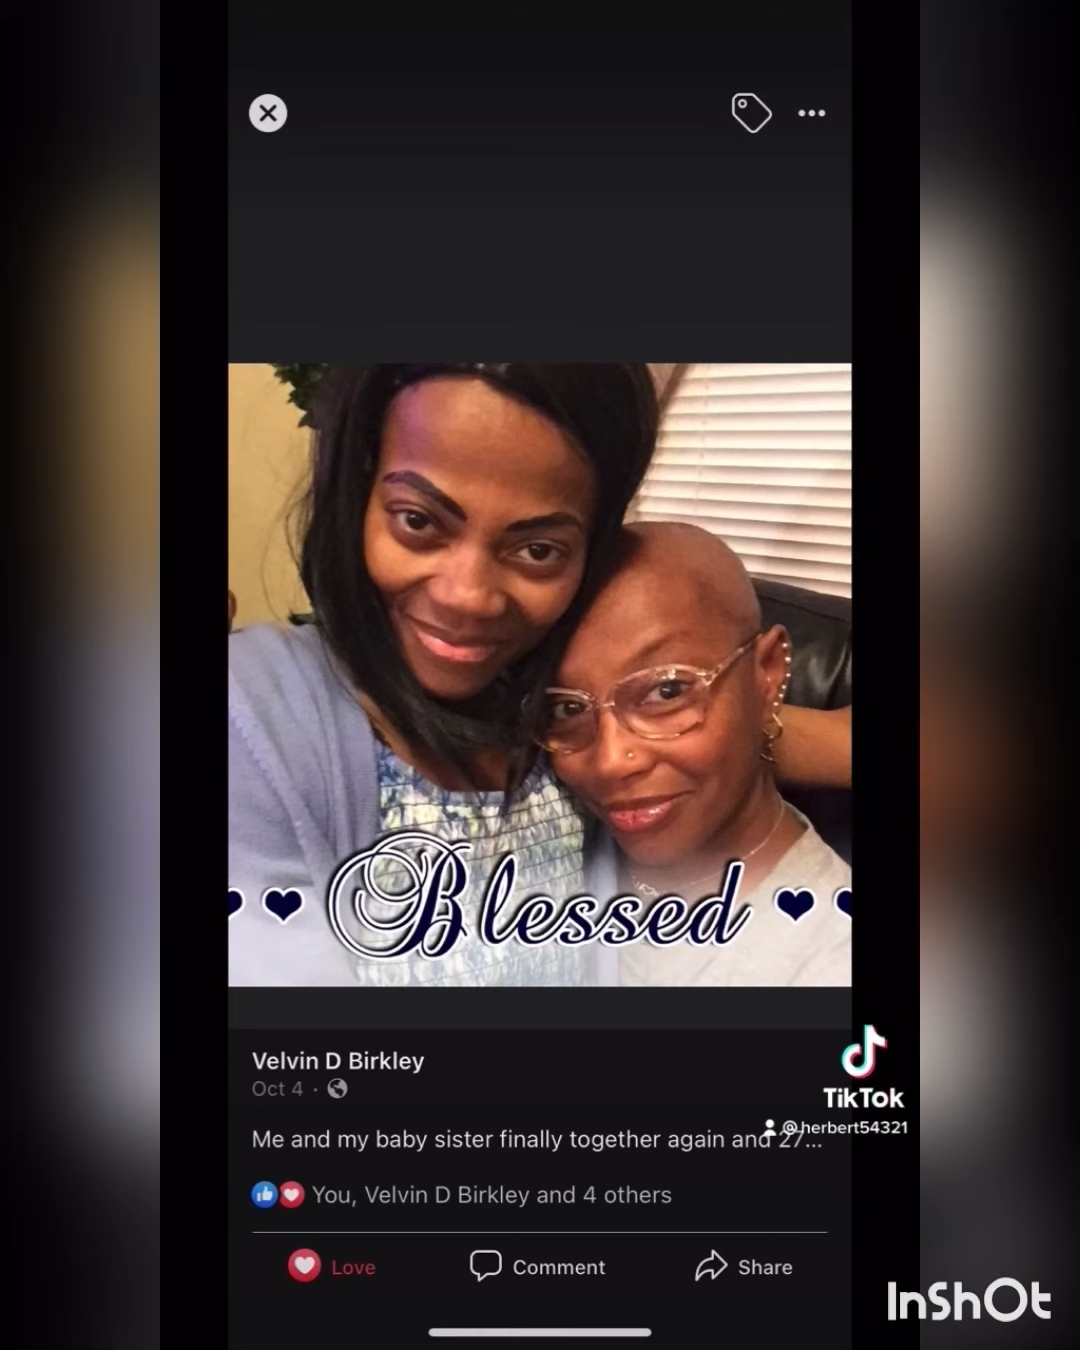 Blessed
Velvin D Birkley
Oct 4 ·
TikTok
@herbert54321
Me and my baby sister finally together again and 27...
You, Velvin D Birkley and 4 others
Love
Comment
Share
InShOt